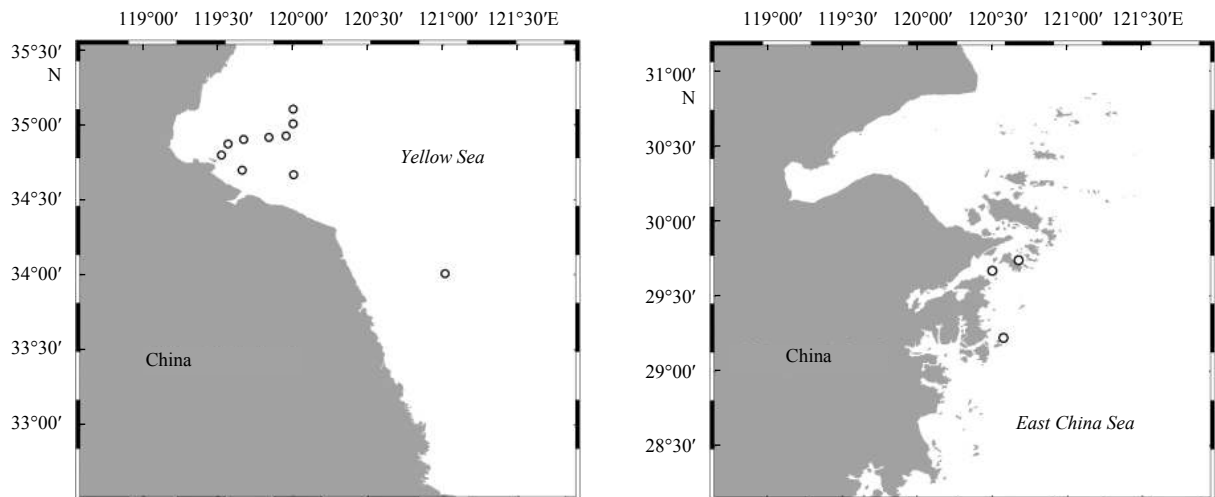 119°00′ 119°30′ 120°00′ 120°30′ 121°00′ 121°30′E
35°30′
N
35°00′
34°30′
34°00′
33°30′
33°00′
Yellow Sea
China
119°00′ 119°30′ 120°00′ 120°30′ 121°00′ 121°30′E
31°00′
N
30°30′
30°00′
29°30′
29°00′
28°30′
China
East China Sea